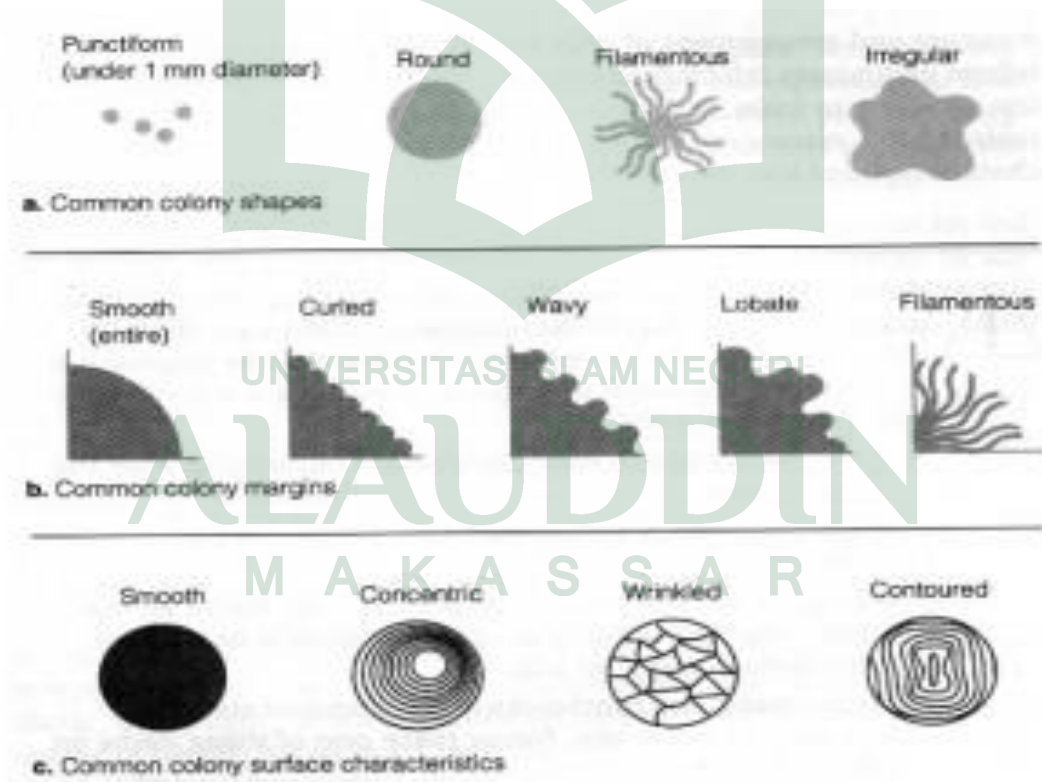 Punctiform
(under 1 mm diameter)
Round
Filamentous
Irregular
a. Common colony shapes
Smooth
(entire)
Curled
Wavy
Lobate
Filamentous
UNIVERSITAS ISLAM NEGERI
b. Common colony margins
ALAUDDIN
MAKASSAR
Smooth
Concentric
Wrinkled
Contoured
c. Common colony surface characteristics